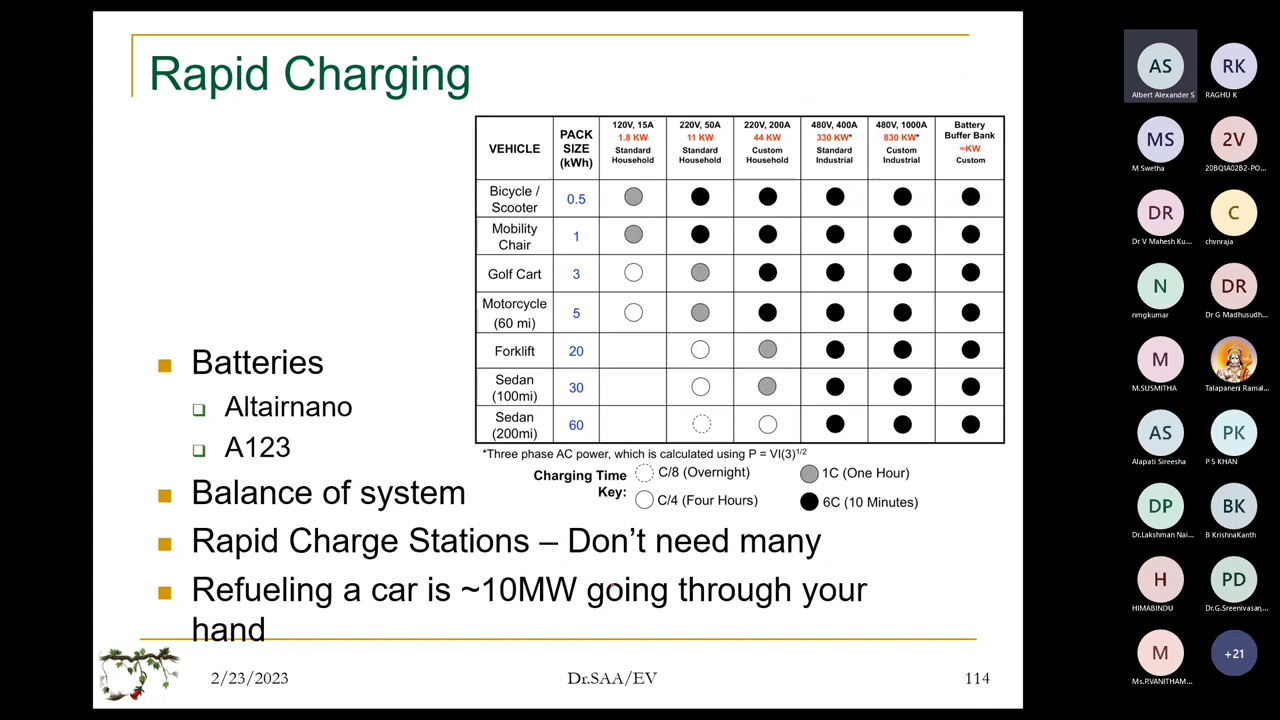 Rapid Charging
VEHICLE
PACK
SIZE
(kWh)
120V, 15A
1.8 KW
Standard
Household
220V, 50A
11 KW
Standard
Household
220V, 200A
44 KW
Custom
Household
480V, 400A
330 KW*
Standard
Industrial
480V, 1000A
830 KW*
Custom
Industrial
Battery
Buffer Bank
∞KW
Custom
Bicycle /
Scooter
0.5
Mobility
Chair
1
Golf Cart
3
Motorcycle
(60 mi)
5
Forklift
20
Sedan
(100mi)
30
Sedan
(200mi)
60
*Three phase AC power, which is calculated using P = VI(3)1/2
Charging Time
Key:
C/8 (Overnight)
1C (One Hour)
C/4 (Four Hours)
6C (10 Minutes)
Batteries
Altairnano
A123
Balance of system
Rapid Charge Stations – Don't need many
Refueling a car is ~10MW going through your
hand
2/23/2023
Dr.SAA/EV
114
AS
Albert Alexander S
RK
RAGHU K
MS
M Swetha
2V
20BQ1A02B2-PO...
DR
Dr V Mahesh Ku...
C
chvnraja
N
nmgkumar
DR
Dr G Madhusudh...
M
M.SUSMITHA
Talapaneni Ramal...
AS
Alapati Sireesha
PK
P S KHAN
DP
Dr.Lakshman Nai...
BK
B KrishnaKanth
H
HIMABINDU
PD
Dr.G.Sreenivasan,...
M
Ms.P.VANITHAM...
+21